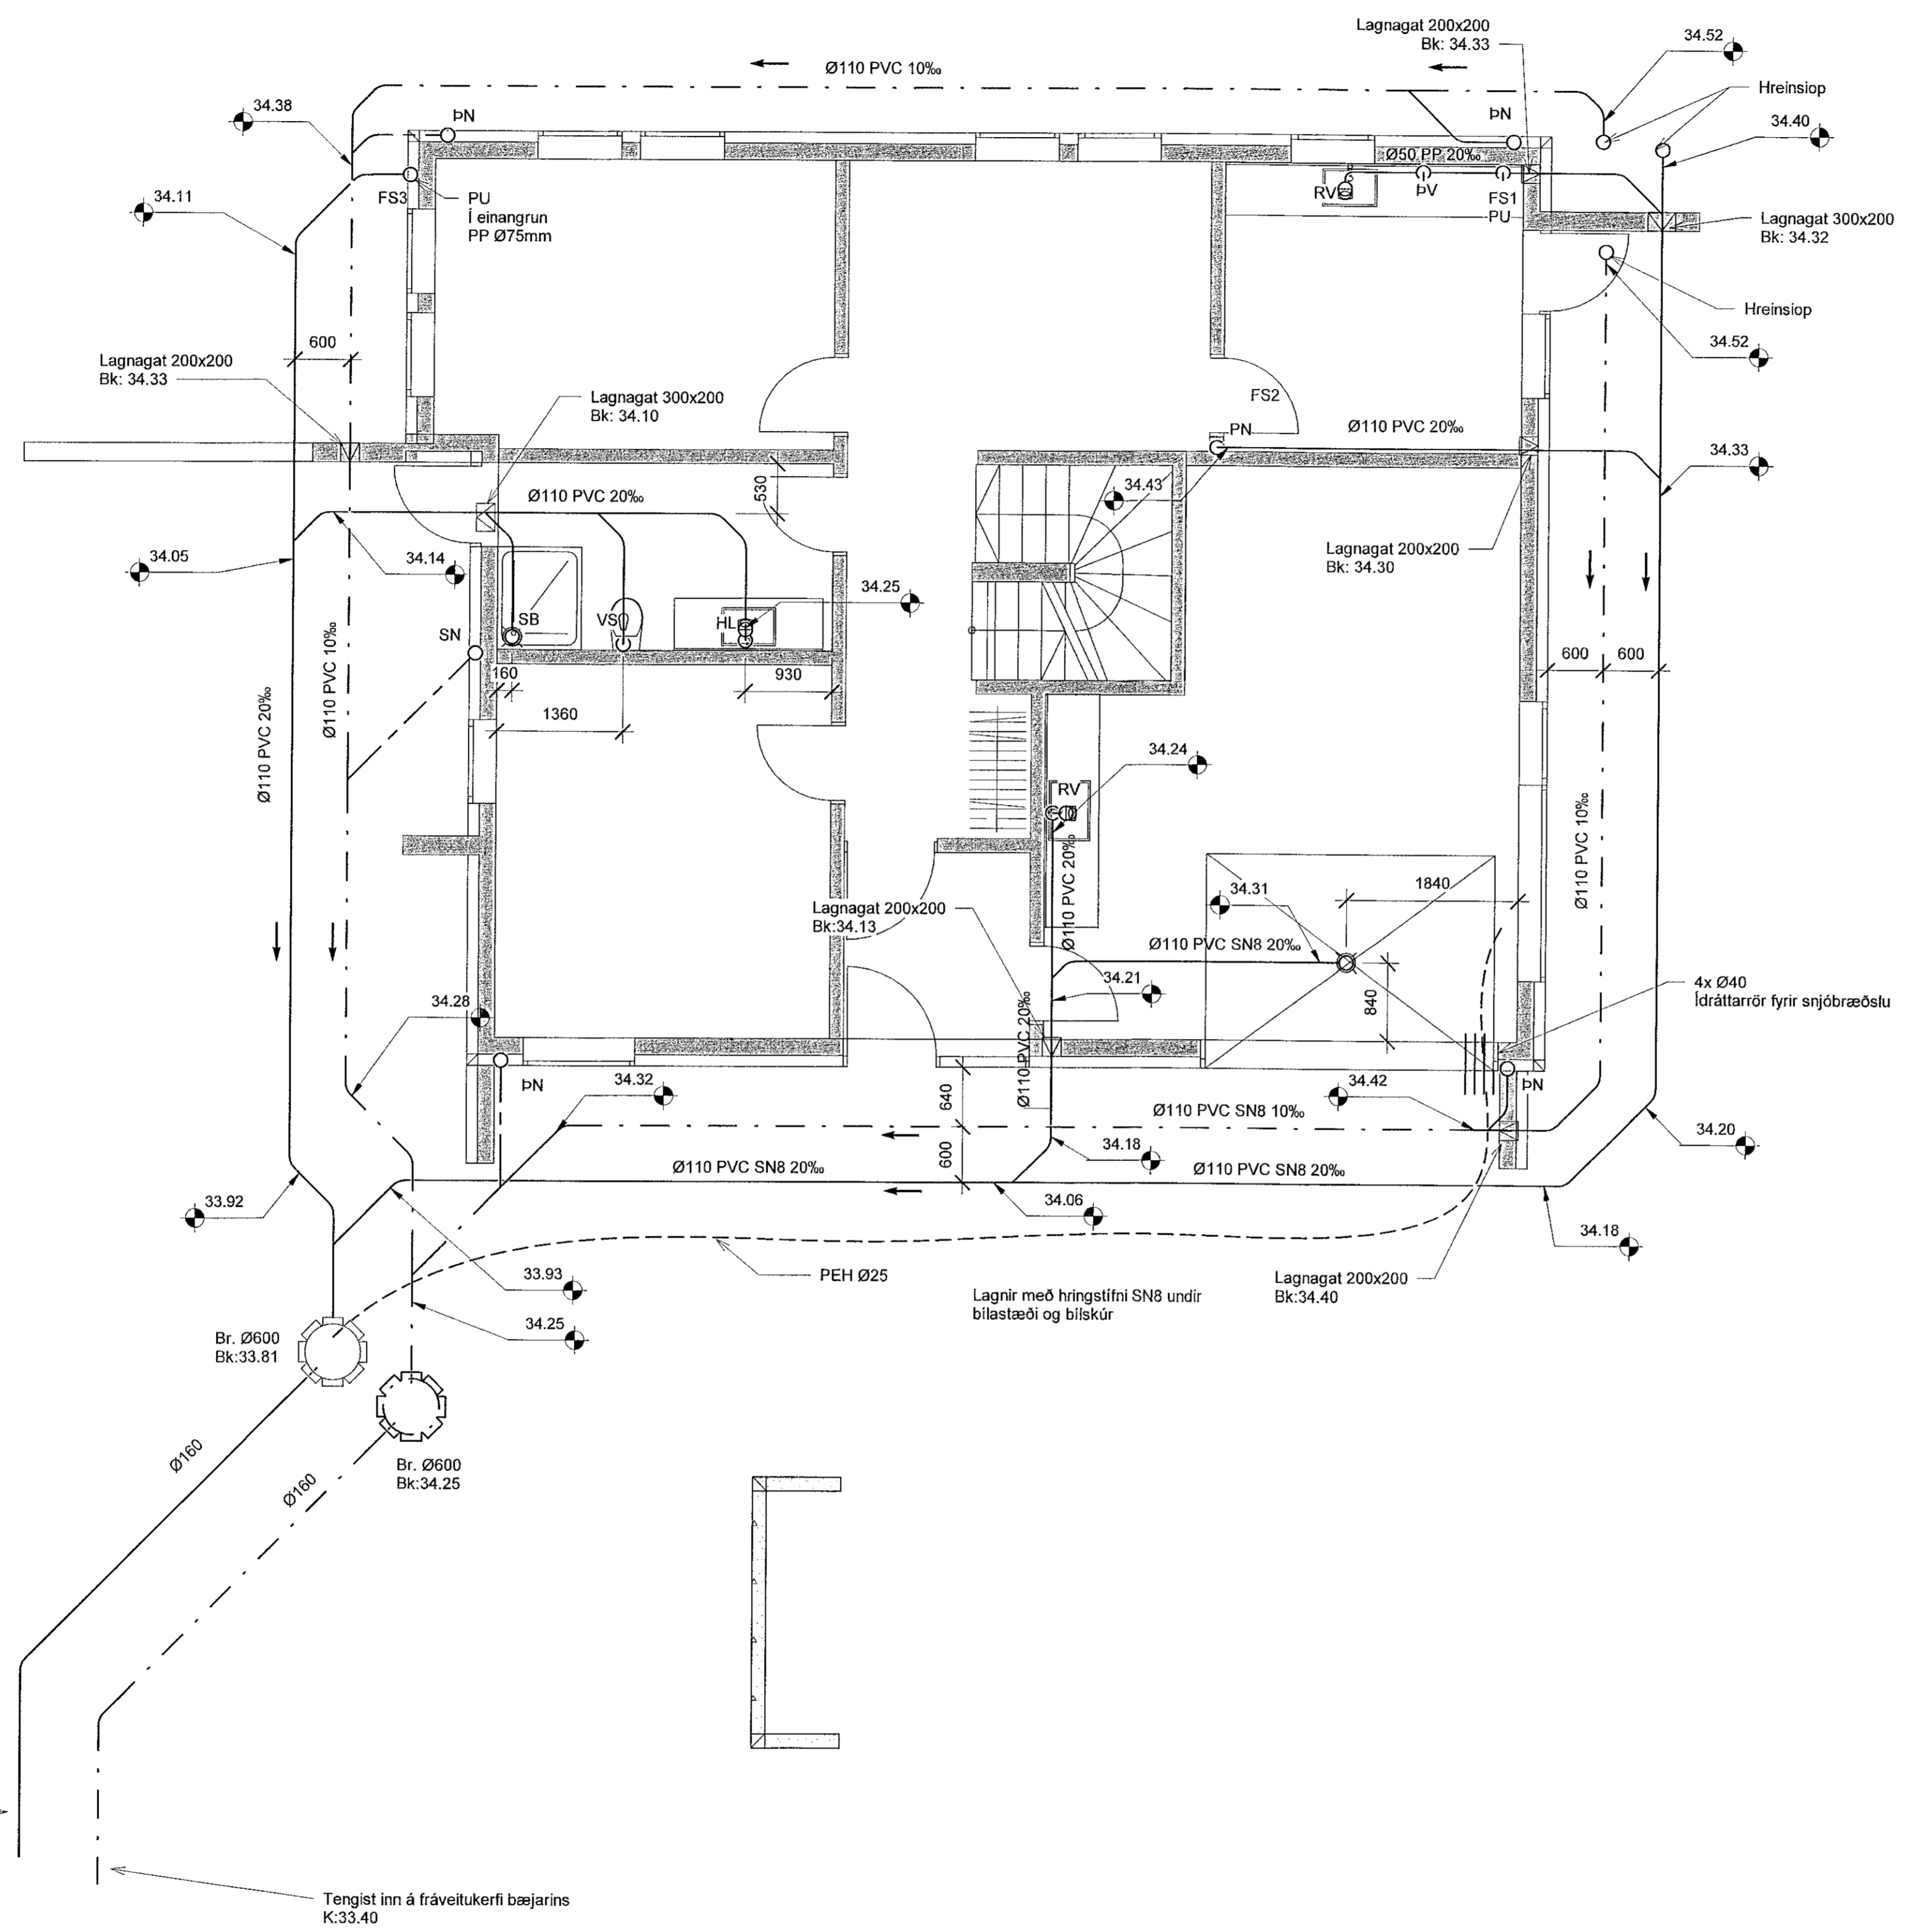 Lagnagat 200x200
Bk: 34.33
34.52
Ø110 PVC 10‰
Hreinsiop
34.38
ÞN
ÞN
34.40
Ø50 PP 20‰
34.11
FS3
PU
Í einangrun
PP Ø75mm
RV
ÞV
FS1
PU
Lagnagat 300x200
Bk: 34.32
Hreinsiop
600
34.52
Lagnagat 200x200
Bk: 34.33
Lagnagat 300x200
Bk: 34.10
FS2
PN
Ø110 PVC 20‰
34.33
34.43
Ø110 PVC 20‰
530
Lagnagat 200x200
Bk: 34.30
34.05
34.14
34.25
SB
VS
HL
SN
160
930
600
600
1360
Ø110 PVC 20‰
Ø110 PVC 10‰
34.24
RV
Ø110 PVC 20‰
Ø110 PVC 10‰
34.31
1840
Lagnagat 200x200
Bk:34.13
Ø110 PVC SN8 20‰
34.21
840
4x Ø40
Ídráttarrör fyrir snjóbræðslu
34.28
Ø110 PVC 20‰
ÞN
34.32
640
34.42
ÞN
Ø110 PVC SN8 10‰
34.18
34.20
600
Ø110 PVC SN8 20‰
Ø110 PVC SN8 20‰
33.92
34.06
34.18
33.93
PEH Ø25
Lagnir með hringstífni SN8 undir
bílastæði og bílskúr
Lagnagat 200x200
Bk:34.40
34.25
Br. Ø600
Bk:33.81
Br. Ø600
Bk:34.25
Ø160
Ø160
Tengist inn á fráveitukerfi bæjarins
K:33.40